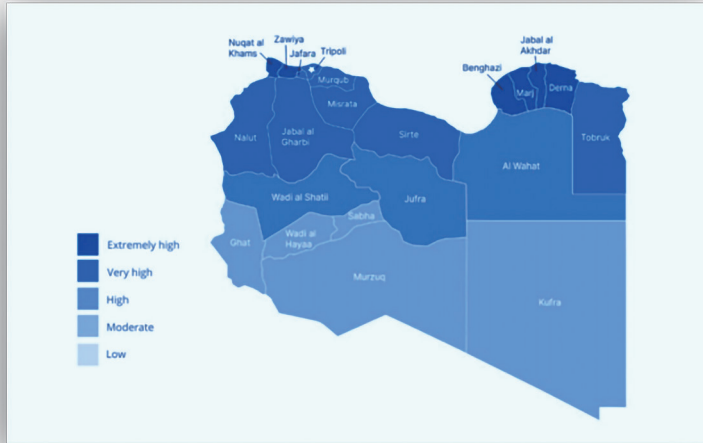 Nuqat al
Khams
Zawiya
Jafara
Tripoli
Murqub
Misrata
Nalut
Jabal al
Gharbi
Sirte
Benghazi
Jabal al
Akhdar
Marj
Derna
Tobruk
Al Wahat
Wadi al Shatii
Jufra
Sabha
Ghat
Wadi al
Hayaa
Murzuq
Kufra
Extremely high
Very high
High
Moderate
Low